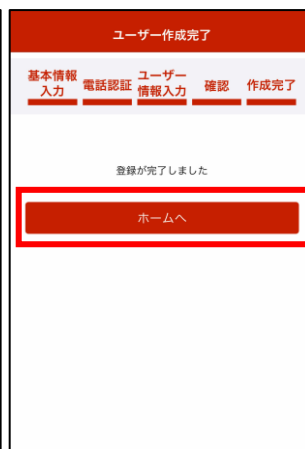 ユーザー作成完了
基本情報
入力
電話認証
ユーザー
情報入力
確認
作成完了
登録が完了しました
ホームへ